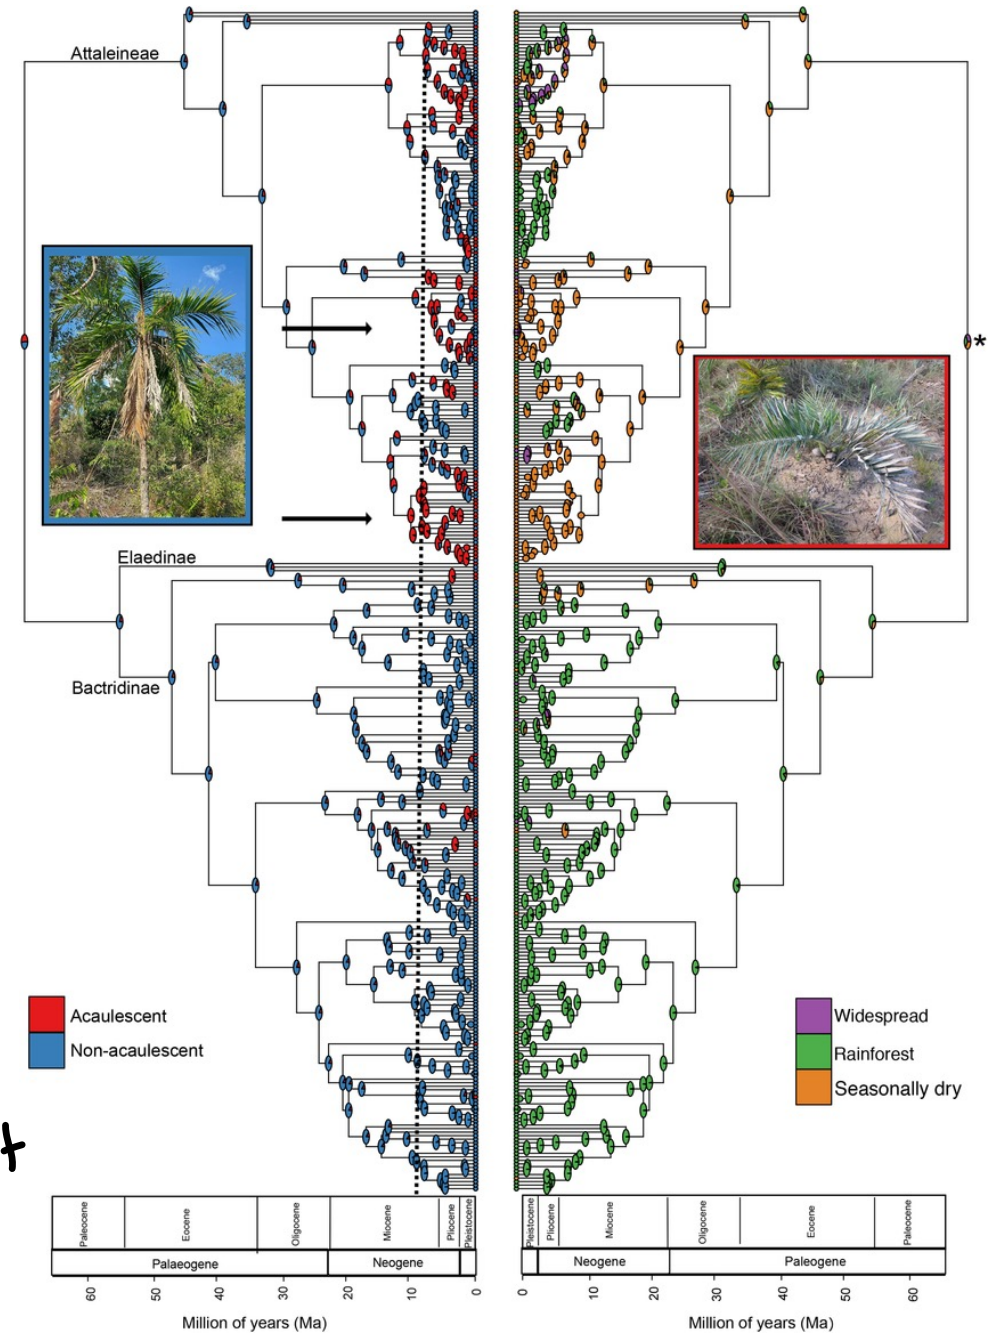 Attaleineae
*
Elaedinae
Bactridinae
Acaulescent
Non-acaulescent
Widespread
Rainforest
Seasonally dry
Paleocene
Eocene
Oligocene
Miocene
Pliocene
Pleistocene
Palaeogene
Neogene
60
50
40
30
20
10
0
Million of years (Ma)
Pleistocene
Pliocene
Miocene
Oligocene
Eocene
Paleocene
Neogene
Paleogene
0
10
20
30
40
50
60
Million of years (Ma)